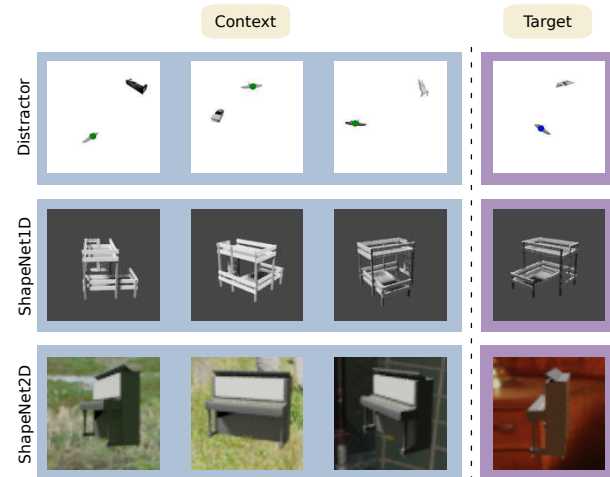 Context
Target
Distractor
ShapeNet1D
ShapeNet2D